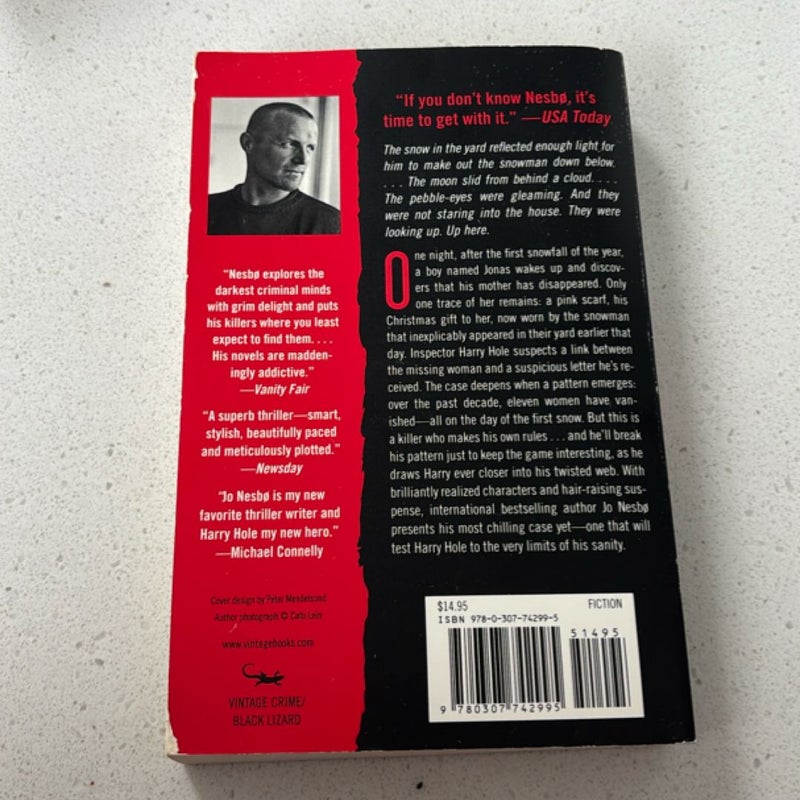 "Nesbø explores the
darkest criminal minds
with grim delight and puts
his killers where you least
expect to find them. . . .
His novels are madden-
ingly addictive."
—Vanity Fair
"A superb thriller—smart,
stylish, beautifully paced
and meticulously plotted."
—Newsday
"Jo Nesbø is my new
favorite thriller writer and
Harry Hole my new hero."
—Michael Connelly
Cover design by Peter Mendelsund
Author photograph © Cato Lein
www.vintagebooks.com
VINTAGE CRIME/
BLACK LIZARD
"If you don't know Nesbø, it's
time to get with it." —USA Today
The snow in the yard reflected enough light for
him to make out the snowman down below.
. . . The moon slid from behind a cloud. . . .
The pebble-eyes were gleaming. And they
were not staring into the house. They were
looking up. Up here.
One night, after the first snowfall of the year,
a boy named Jonas wakes up and discov-
ers that his mother has disappeared. Only
one trace of her remains: a pink scarf, his
Christmas gift to her, now worn by the snowman
that inexplicably appeared in their yard earlier that
day. Inspector Harry Hole suspects a link between
the missing woman and a suspicious letter he's re-
ceived. The case deepens when a pattern emerges:
over the past decade, eleven women have van-
ished—all on the day of the first snow. But this is
a killer who makes his own rules . . . and he'll break
his pattern just to keep the game interesting, as he
draws Harry ever closer into his twisted web. With
brilliantly realized characters and hair-raising sus-
pense, international bestselling author Jo Nesbø
presents his most chilling case yet—one that will
test Harry Hole to the very limits of his sanity.
$14.95 FICTION
ISBN 978-0-307-74299-5
51495
9 780307 742995